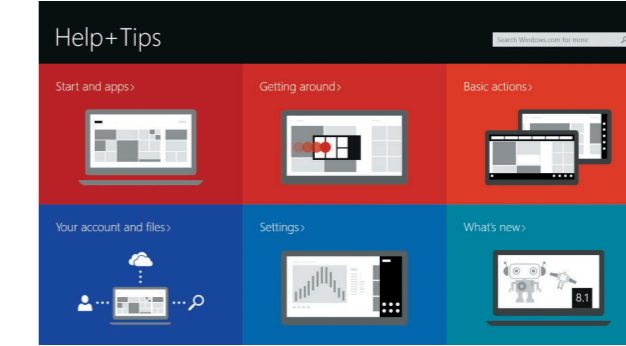 Help+Tips
Search Windows.com for more
Start and apps>
Getting around>
Basic actions>
Your account and files>
Settings>
What's new>
8.1